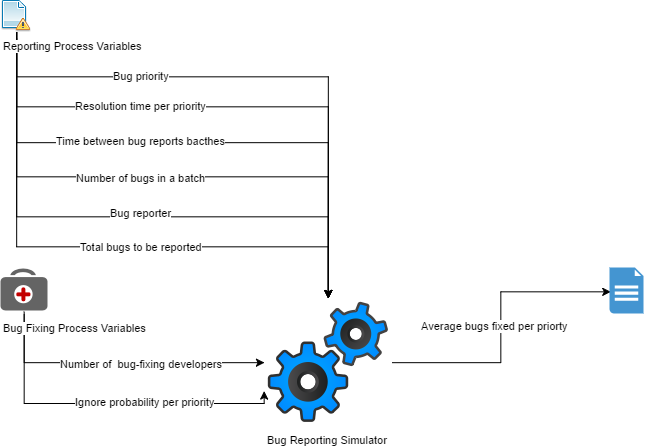 Reporting Process Variables
Bug priority
Resolution time per priority
Time between bug reports bacthes
Number of bugs in a batch
Bug reporter
Total bugs to be reported
Bug Fixing Process Variables
Average bugs fixed per priorty
Number of bug-fixing developers
Ignore probability per priority
Bug Reporting Simulator